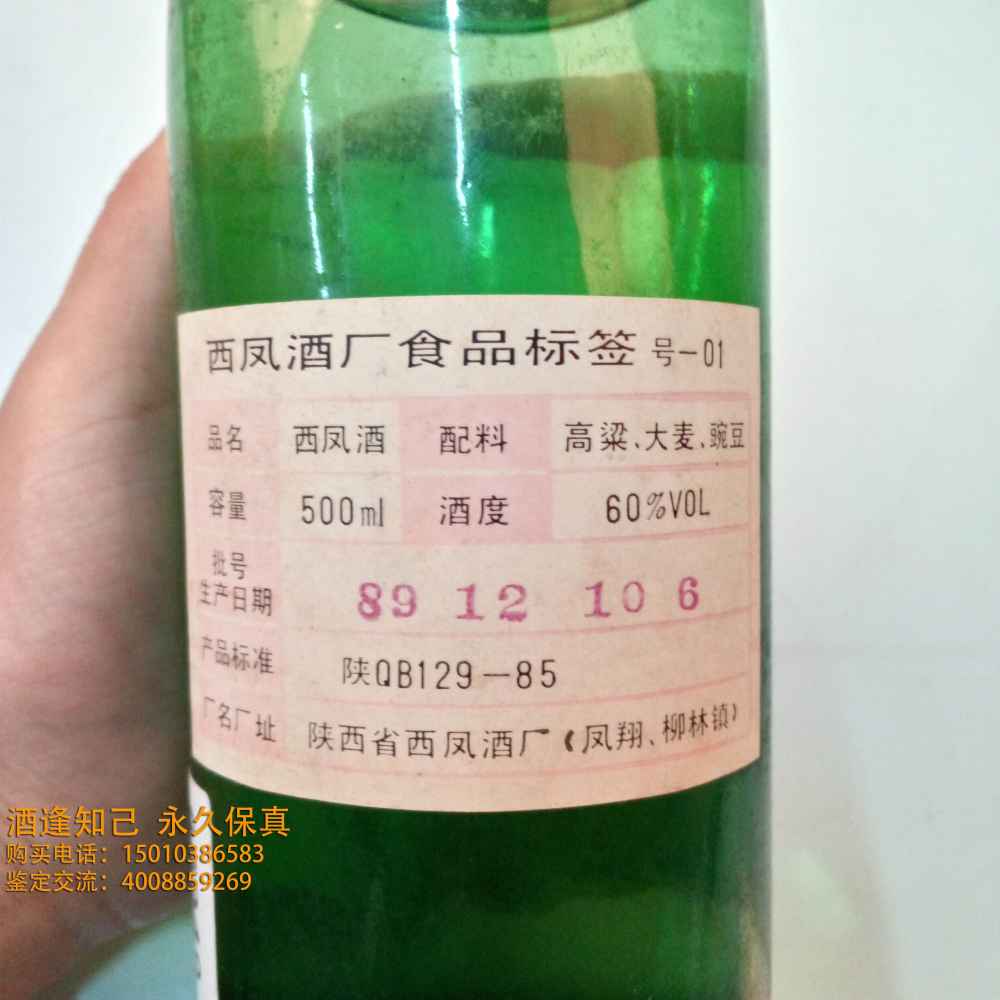 西凤酒厂食品标签 号-01
品名 西凤酒 配料 高粱、大麦、豌豆
容量 500ml 酒度 60%VOL
批号
生产日期 89 12 10 6
产品标准 陕QB129-85
厂名厂址 陕西省西凤酒厂(凤翔、柳林镇)
酒逢知己 永久保真
购买电话：15010386583
鉴定交流：4008859269